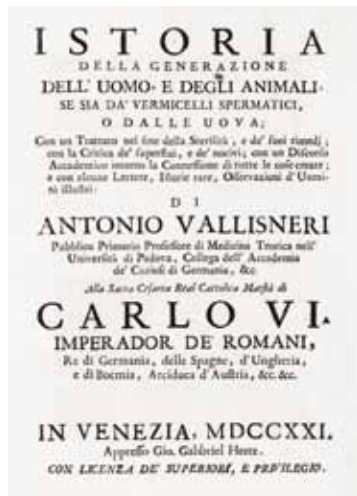 ISTORIA
DELLA GENERAZIONE
DELL' UOMO, E DEGLI ANIMALI,
SE SIA DA' VERMICELLI SPERMATICI,
O DALLE UOVA;
Con un Trattato nel fine della Sterilità, e de' suoi rimedj;
con la Critica de' superflui, e de' nocivi; con un Discorso
Accademico intorno la Connessione di tutte le cose create;
e con alcune Lettere, Istorie rare, Osservazioni d'Uomi-
ni illustri.
DI
ANTONIO VALLISNERI
Pubblico Primario Professore di Medicina Teorica nell'
Università di Padova, Collega dell' Accademia
de' Curiosi di Germania, &c.
Alla Sacra Cesarea Real Cattolica Maestà di
CARLO VI.
IMPERADOR DE' ROMANI,
Re di Germania, delle Spagne, d'Ungheria,
e di Boemia, Arciduca d'Austria, &c. &c.
IN VENEZIA, MDCCXXI.
Appresso Gio. Gabbriel Hertz.
CON LICENZA DE' SUPERIORI, E PRIVILEGIO.